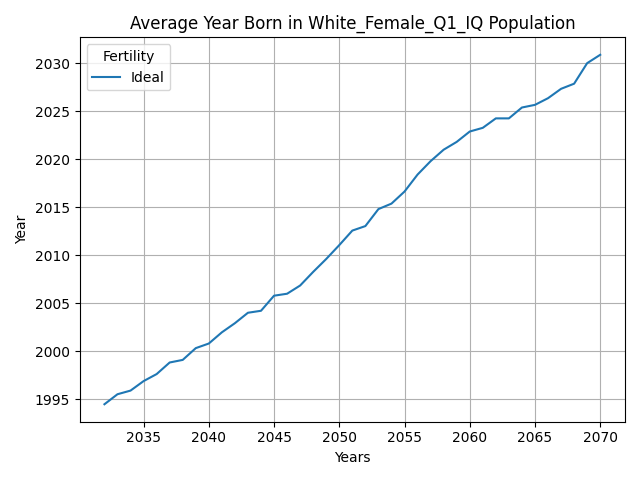 Average Year Born in White_Female_Q1_IQ Population
Fertility
Ideal
Year
2030
2025
2020
2015
2010
2005
2000
1995
2035 2040 2045 2050 2055 2060 2065 2070
Years